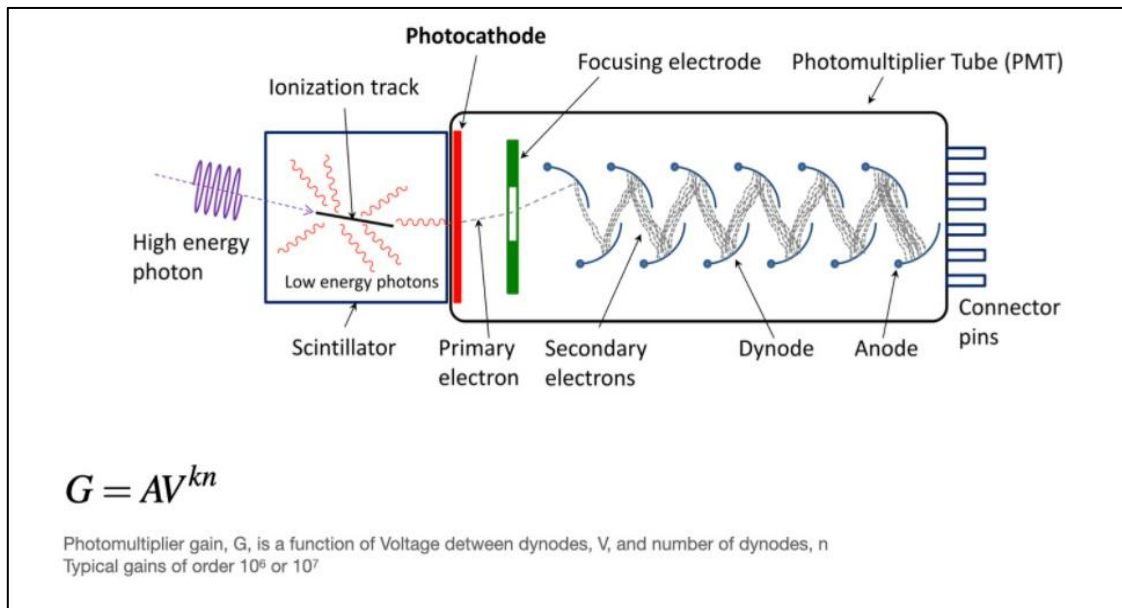 Photocathode
Focusing electrode
Photomultiplier Tube (PMT)
Ionization track
High energy
photon
Low energy photons
Scintillator
Primary
electron
Secondary
electrons
Dynode
Anode
Connector
pins
G = AV^{kn}
Photomultiplier gain, G, is a function of Voltage detween dynodes, V, and number of dynodes, n
Typical gains of order 10⁶ or 10⁷